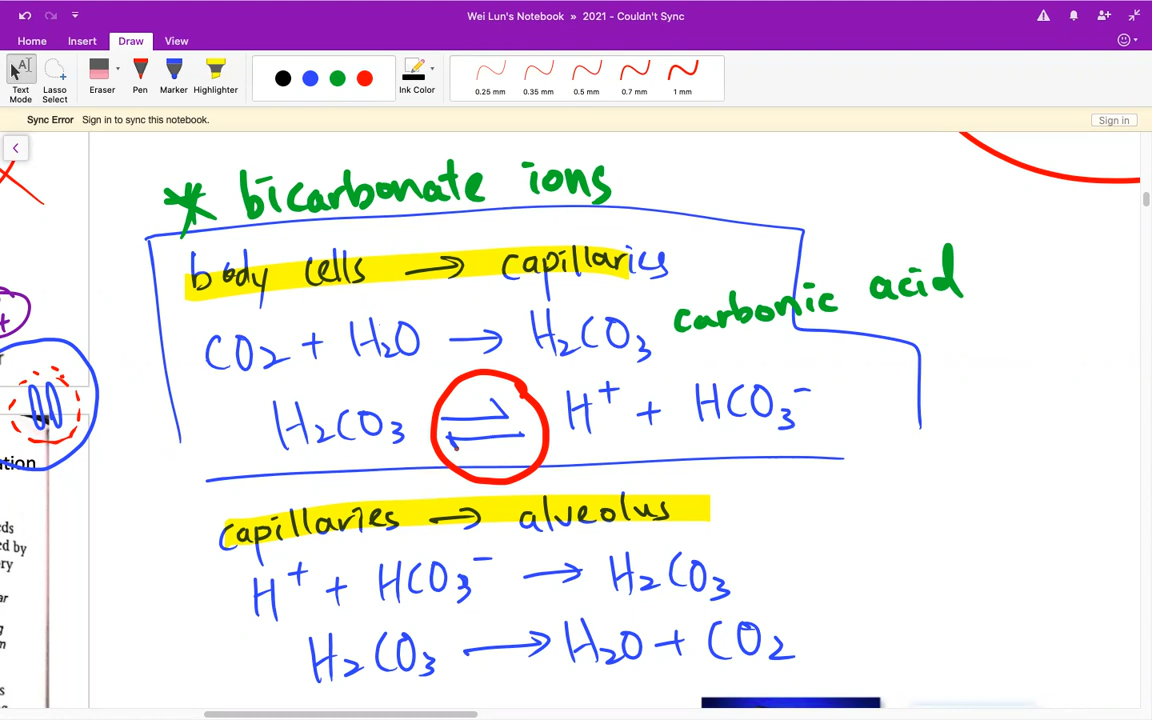 Wei Lun's Notebook » 2021 - Couldn't Sync
Home Insert Draw View
Text Mode
Lasso Select
Eraser
Pen
Marker
Highlighter
Ink Color
0.25 mm 0.35 mm 0.5 mm 0.7 mm 1 mm
Sync Error Sign in to sync this notebook. Sign in
* bicarbonate ions
body cells → capillaries
carbonic acid
CO2 + H2O → H2CO3
H2CO3 ⇌ H+ + HCO3-
capillaries → alveolus
H+ + HCO3- → H2CO3
H2CO3 → H2O + CO2